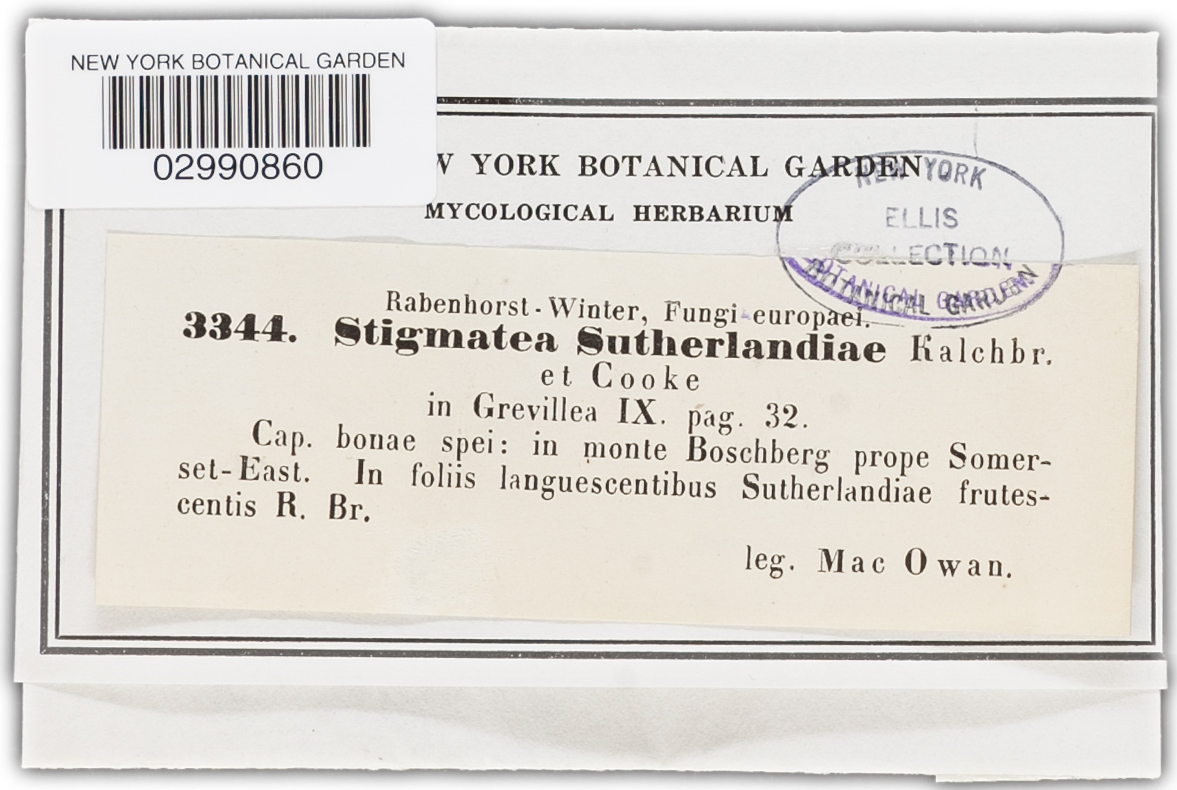 NEW YORK BOTANICAL GARDEN
02990860
W YORK BOTANICAL GARDEN
MYCOLOGICAL HERBARIUM
NEW YORK
ELLIS
COLLECTION
BOTANICAL GARDEN
Rabenhorst-Winter, Fungi europaei.
3344. Stigmatea Sutherlandiae Kalchbr.
et Cooke
in Grevillea IX. pag. 32.
Cap. bonae spei: in monte Boschberg prope Somer-
set-East. In foliis languescentibus Sutherlandiae frutes-
centis R. Br.
leg. Mac Owan.